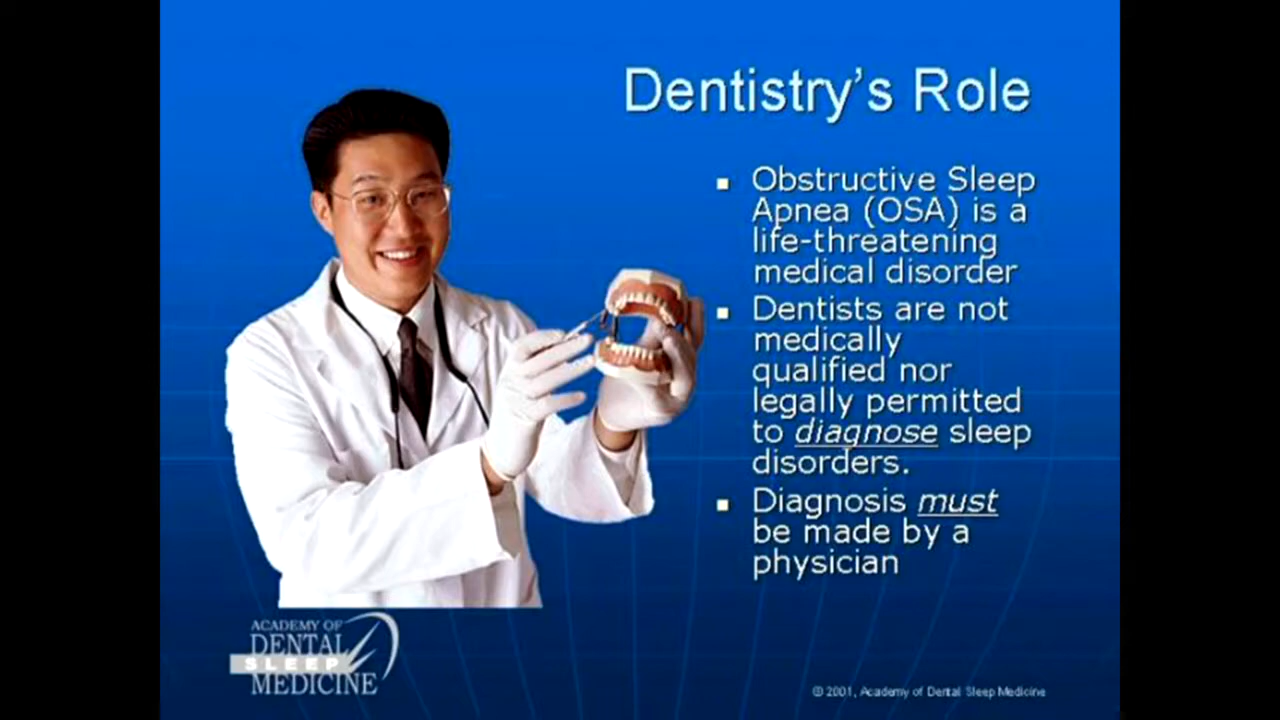 Dentistry's Role
▪ Obstructive Sleep
Apnea (OSA) is a
life-threatening
medical disorder
▪ Dentists are not
medically
qualified nor
legally permitted
to diagnose sleep
disorders.
▪ Diagnosis must
be made by a
physician
ACADEMY OF
DENTAL
SLEEP
MEDICINE
© 2001, Academy of Dental Sleep Medicine